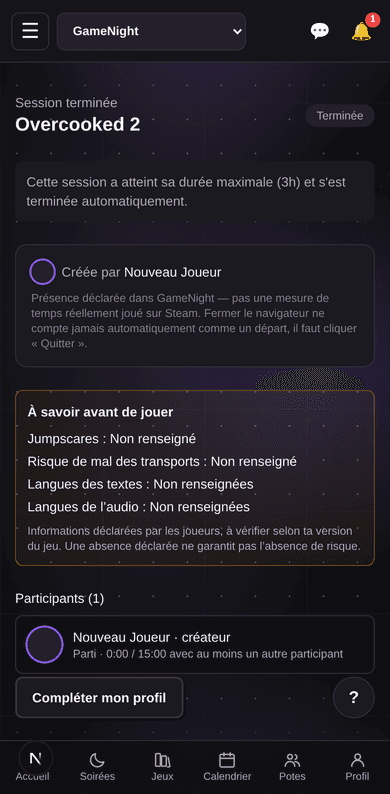 GameNight
1
Session terminée
Overcooked 2
Terminée
Cette session a atteint sa durée maximale (3h) et s'est
terminée automatiquement.
Créée par Nouveau Joueur
Présence déclarée dans GameNight — pas une mesure de
temps réellement joué sur Steam. Fermer le navigateur ne
compte jamais automatiquement comme un départ, il faut cliquer
« Quitter ».
À savoir avant de jouer
Jumpscares : Non renseigné
Risque de mal des transports : Non renseigné
Langues des textes : Non renseignées
Langues de l’audio : Non renseignées
Informations déclarées par les joueurs, à vérifier selon ta version
du jeu. Une absence déclarée ne garantit pas l’absence de risque.
Participants (1)
Nouveau Joueur · créateur
Parti · 0:00 / 15:00 avec au moins un autre participant
Compléter mon profil
?
N
Accueil Soirées Jeux Calendrier Potes Profil